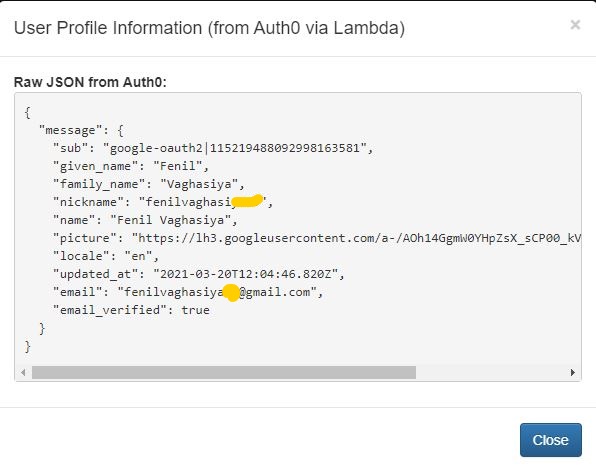 User Profile Information (from Auth0 via Lambda) ×
Raw JSON from Auth0:
{
"message": {
"sub": "google-oauth2|115219488092998163581",
"given_name": "Fenil",
"family_name": "Vaghasiya",
"nickname": "fenilvaghasi ",
"name": "Fenil Vaghasiya",
"picture": "https://lh3.googleusercontent.com/a-/AOh14GgmW0YHpZsX_sCP00_kV
"locale": "en",
"updated_at": "2021-03-20T12:04:46.820Z",
"email": "fenilvaghasiya @gmail.com",
"email_verified": true
}
}
Close